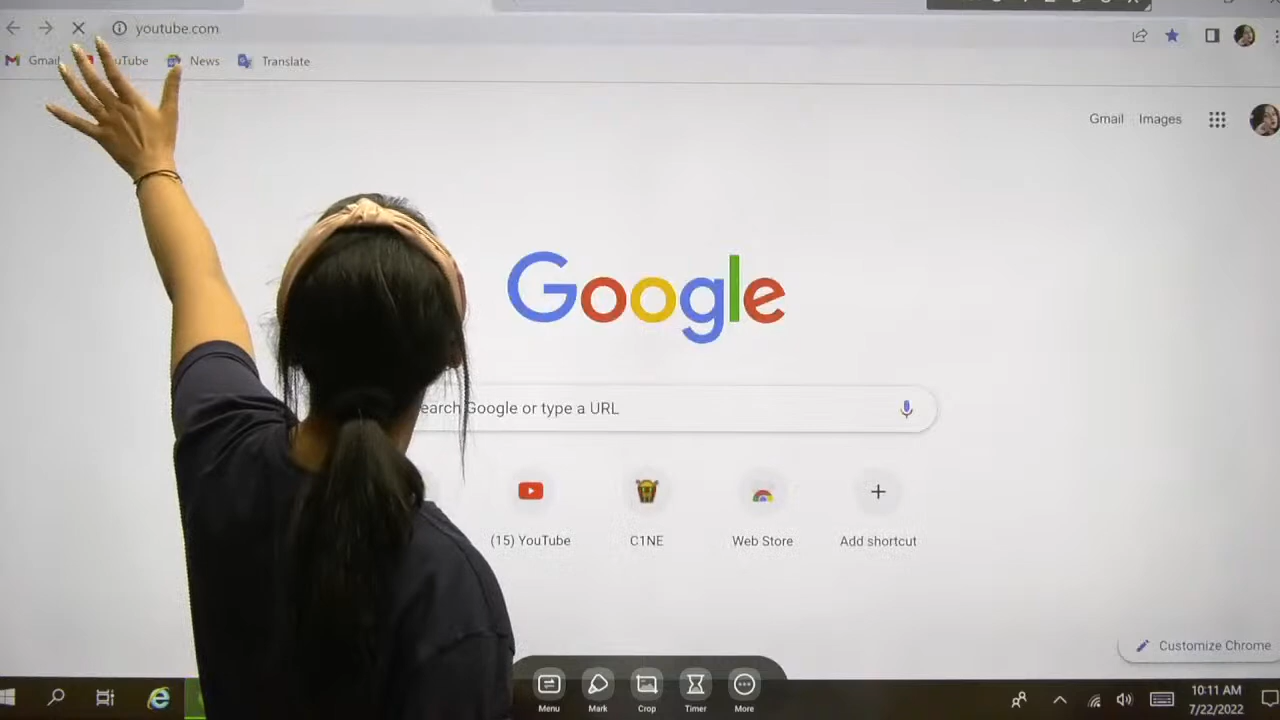 youtube.com
Gmail
uTube
News
Translate
Gmail Images
Google
earch Google or type a URL
(15) YouTube
C1NE
Web Store
Add shortcut
Customize Chrome
Menu
Mark
Crop
Timer
More
10:11 AM
7/22/2022